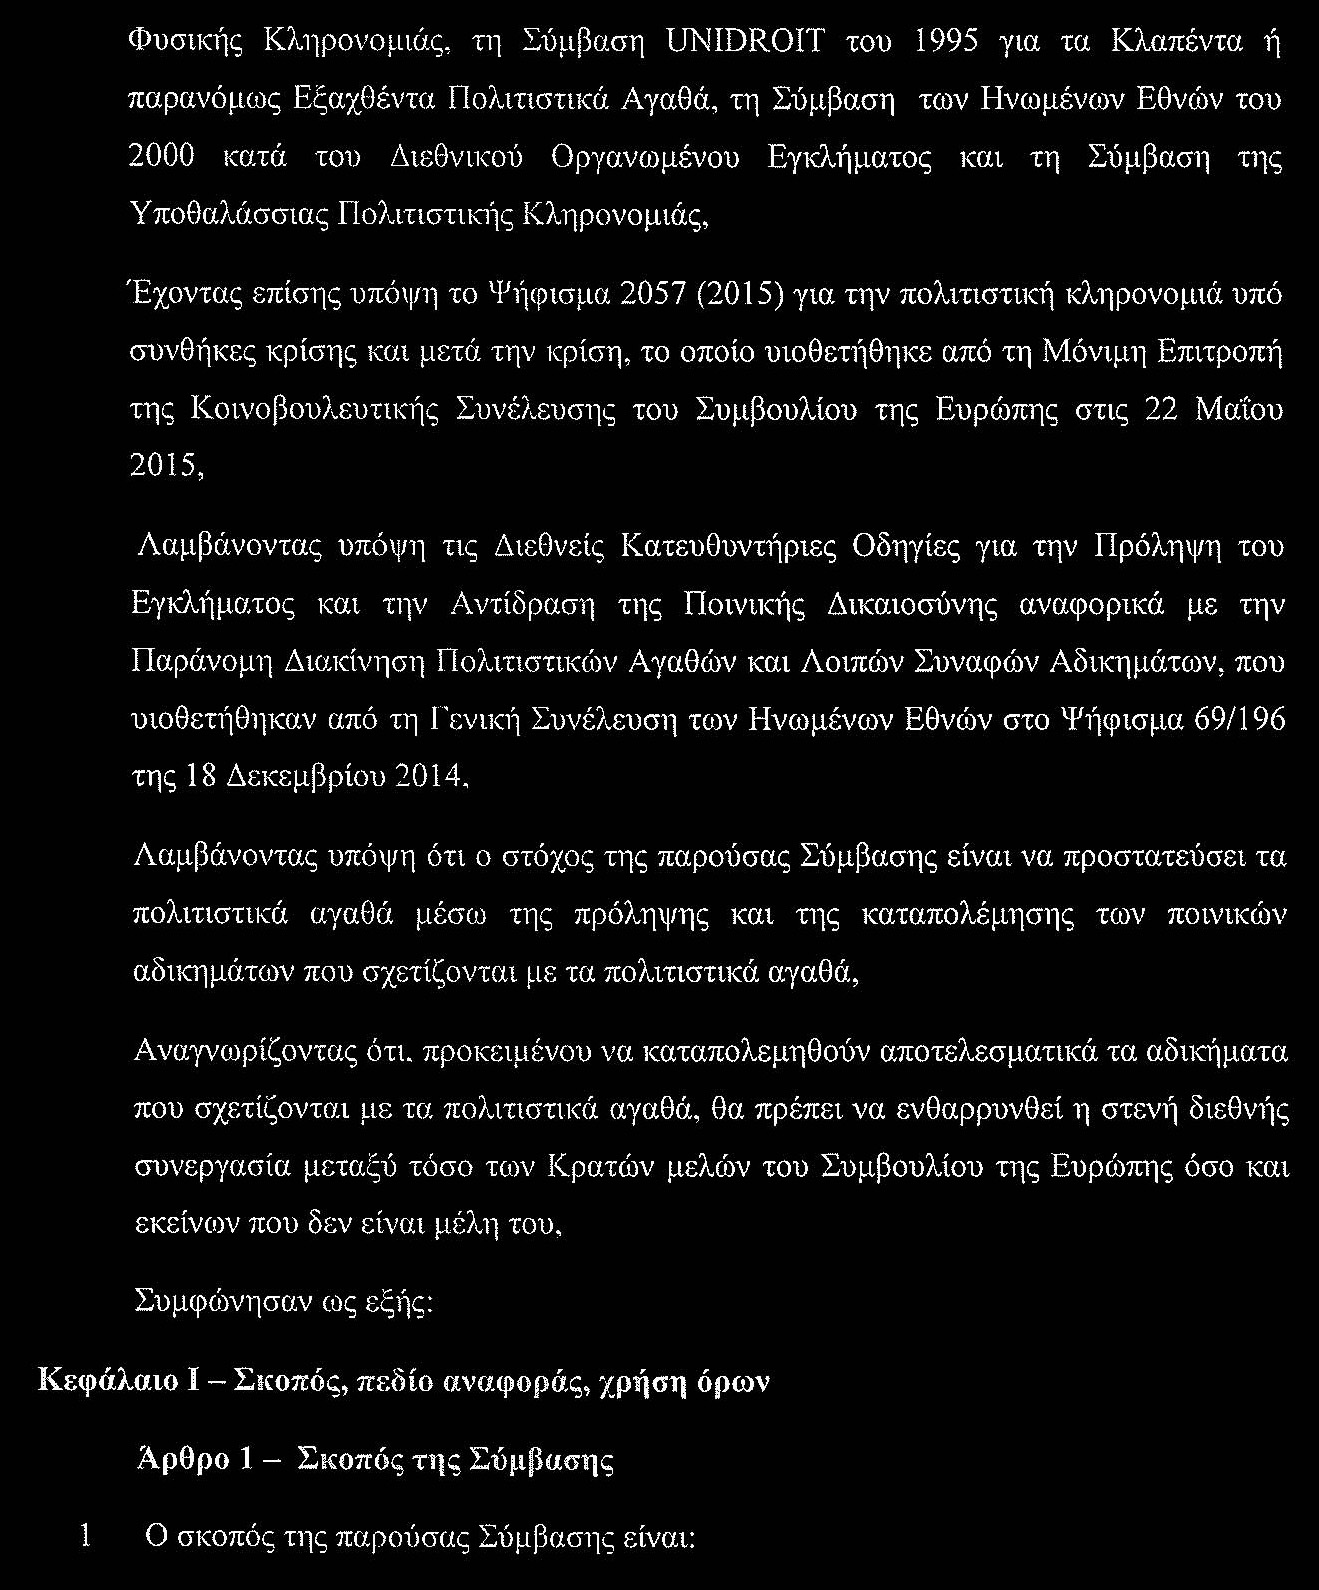 Φυσικής Κληρονομιάς, τη Σύμβαση UNIDROIT του 1995 για τα Κλαπέντα ή
παρανόμως Εξαχθέντα Πολιτιστικά Αγαθά, τη Σύμβαση των Ηνωμένων Εθνών του
2000 κατά του Διεθνικού Οργανωμένου Εγκλήματος και τη Σύμβαση της
Υποθαλάσσιας Πολιτιστικής Κληρονομιάς,
Έχοντας επίσης υπόψη το Ψήφισμα 2057 (2015) για την πολιτιστική κληρονομιά υπό
συνθήκες κρίσης και μετά την κρίση, το οποίο υιοθετήθηκε από τη Μόνιμη Επιτροπή
της Κοινοβουλευτικής Συνέλευσης του Συμβουλίου της Ευρώπης στις 22 Μαΐου
2015,
Λαμβάνοντας υπόψη τις Διεθνείς Κατευθυντήριες Οδηγίες για την Πρόληψη του
Εγκλήματος και την Αντίδραση της Ποινικής Δικαιοσύνης αναφορικά με την
Παράνομη Διακίνηση Πολιτιστικών Αγαθών και Λοιπών Συναφών Αδικημάτων, που
υιοθετήθηκαν από τη Γενική Συνέλευση των Ηνωμένων Εθνών στο Ψήφισμα 69/196
της 18 Δεκεμβρίου 2014,
Λαμβάνοντας υπόψη ότι ο στόχος της παρούσας Σύμβασης είναι να προστατεύσει τα
πολιτιστικά αγαθά μέσω της πρόληψης και της καταπολέμησης των ποινικών
αδικημάτων που σχετίζονται με τα πολιτιστικά αγαθά,
Αναγνωρίζοντας ότι, προκειμένου να καταπολεμηθούν αποτελεσματικά τα αδικήματα
που σχετίζονται με τα πολιτιστικά αγαθά, θα πρέπει να ενθαρρυνθεί η στενή διεθνής
συνεργασία μεταξύ τόσο των Κρατών μελών του Συμβουλίου της Ευρώπης όσο και
εκείνων που δεν είναι μέλη του,
Συμφώνησαν ως εξής:
Κεφάλαιο Ι – Σκοπός, πεδίο αναφοράς, χρήση όρων
Άρθρο 1 – Σκοπός της Σύμβασης
1 Ο σκοπός της παρούσας Σύμβασης είναι: